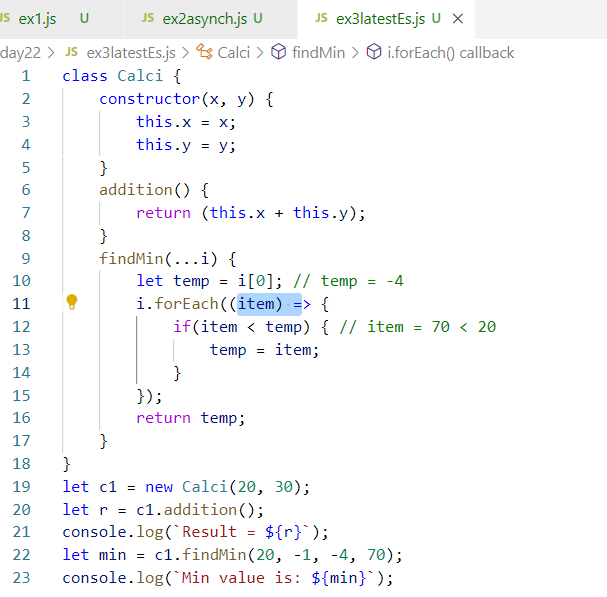 JS ex1.js U JS ex2asynch.js U JS ex3latestEs.js U ×
day22 > JS ex3latestEs.js > Calci > findMin > i.forEach() callback
1 class Calci {
2 constructor(x, y) {
3 this.x = x;
4 this.y = y;
5 }
6 addition() {
7 return (this.x + this.y);
8 }
9 findMin(...i) {
10 let temp = i[0]; // temp = -4
11 i.forEach((item) => {
12 if(item < temp) { // item = 70 < 20
13 temp = item;
14 }
15 });
16 return temp;
17 }
18 }
19 let c1 = new Calci(20, 30);
20 let r = c1.addition();
21 console.log(`Result = ${r}`);
22 let min = c1.findMin(20, -1, -4, 70);
23 console.log(`Min value is: ${min}`);